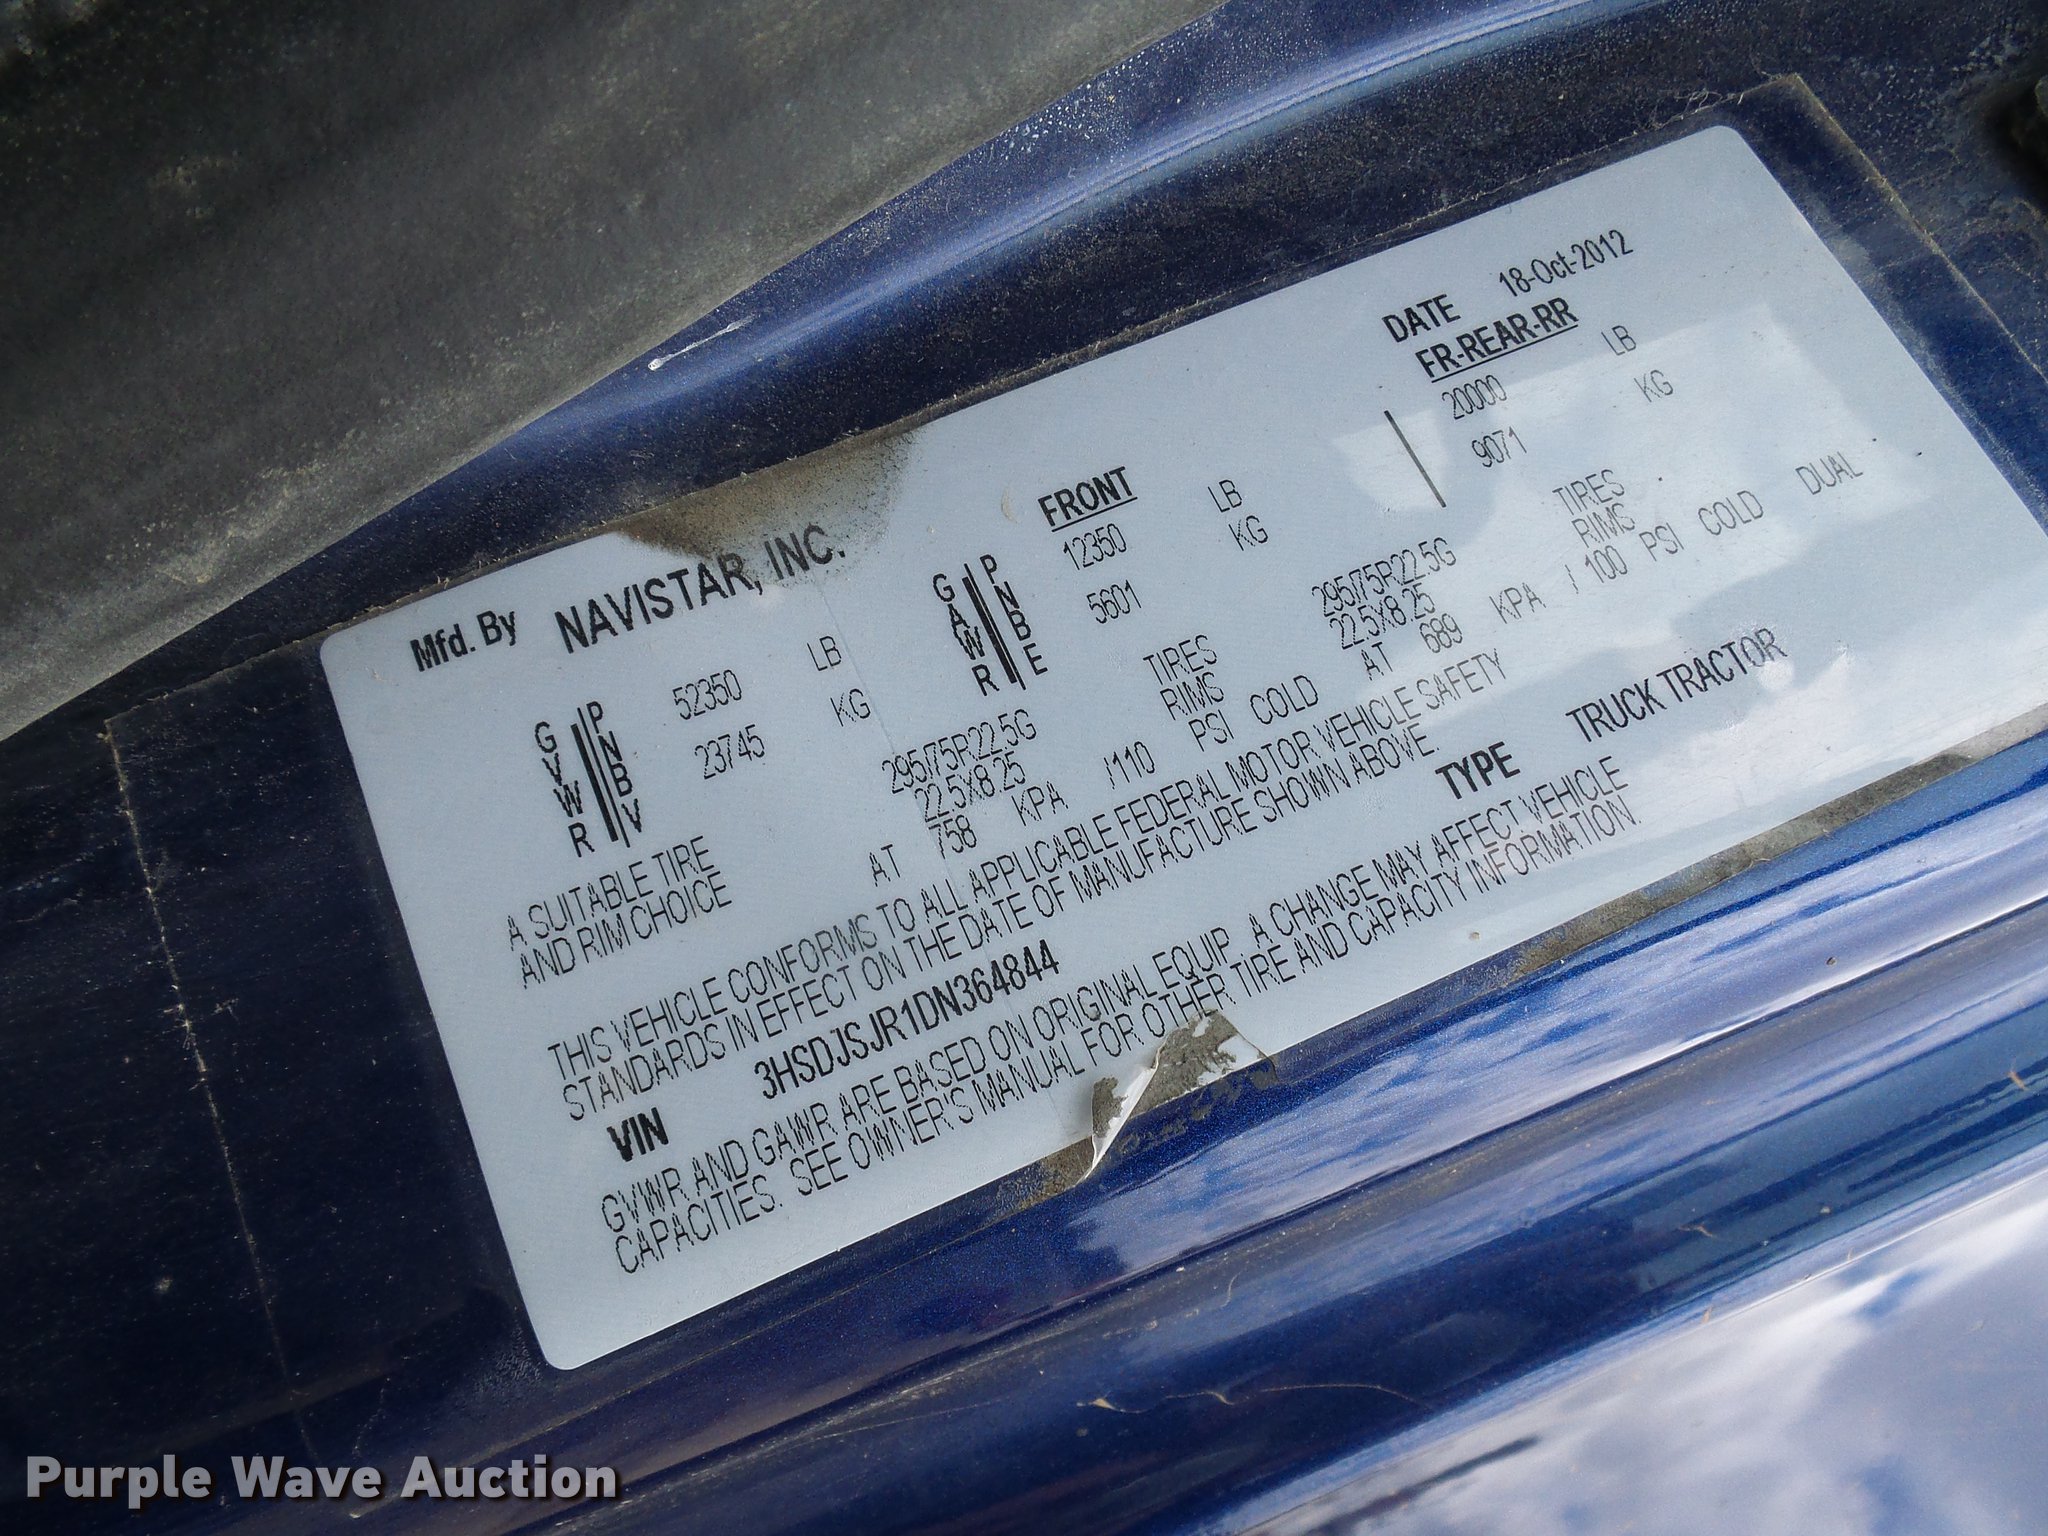 Mfd. By NAVISTAR, INC. DATE 18-Oct-2012
FRONT FR-REAR-RR
GVWR PNBV 52350 LB GAWR PNBE 12350 LB 20000 LB
23745 KG 5601 KG 9071 KG
A SUITABLE TIRE 295/75R22.5G TIRES 295/75R22.5G TIRES
AND RIM CHOICE 22.5X8.25 RIMS 22.5X8.25 RIMS
AT 758 KPA /110 PSI COLD AT 689 KPA / 100 PSI COLD DUAL
THIS VEHICLE CONFORMS TO ALL APPLICABLE FEDERAL MOTOR VEHICLE SAFETY
STANDARDS IN EFFECT ON THE DATE OF MANUFACTURE SHOWN ABOVE.
VIN 3HSDJSJR1DN364844 TYPE TRUCK TRACTOR
GVWR AND GAWR ARE BASED ON ORIGINAL EQUIP. A CHANGE MAY AFFECT VEHICLE
CAPACITIES. SEE OWNER'S MANUAL FOR OTHER TIRE AND CAPACITY INFORMATION.
Purple Wave Auction